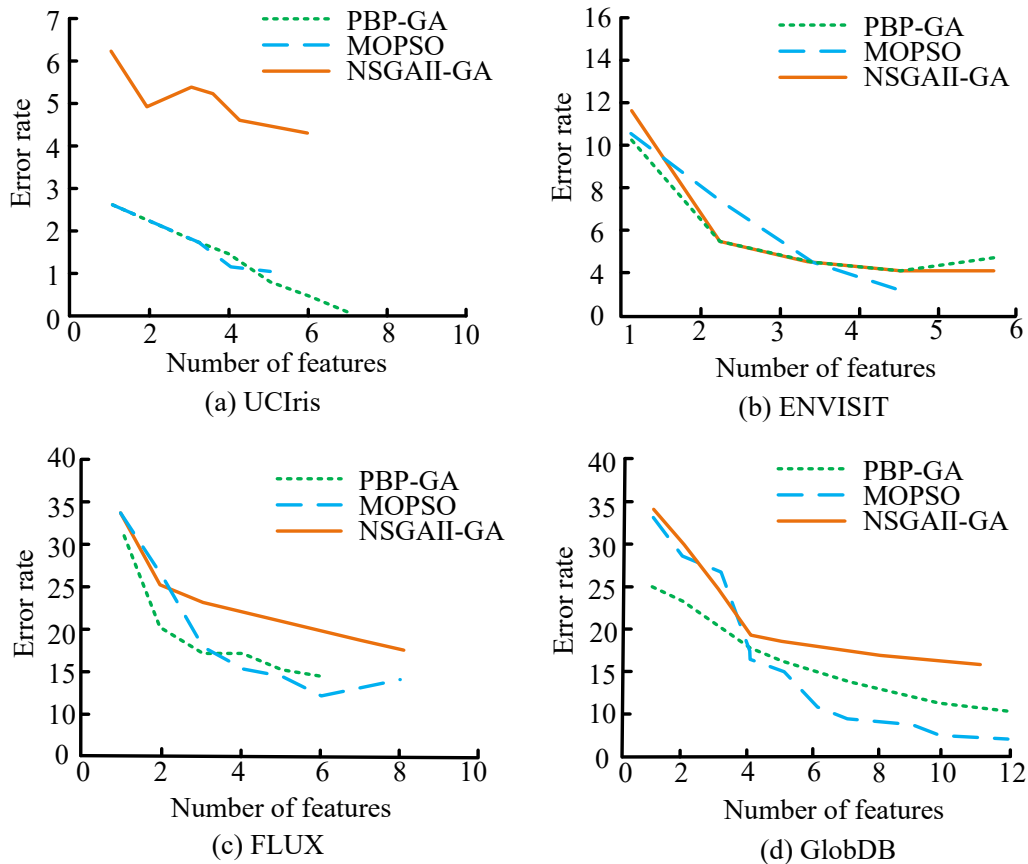 7
6
5
4
3
2
1
0
Error rate
PBP-GA
MOPSO
NSGAII-GA
0 2 4 6 8 10
Number of features
(a) UCIris
16
14
12
10
8
6
4
0
Error rate
PBP-GA
MOPSO
NSGAII-GA
1 2 3 4 5 6
Number of features
(b) ENVISIT
40
35
30
25
20
15
10
0
Error rate
PBP-GA
MOPSO
NSGAII-GA
0 2 4 6 8 10
Number of features
(c) FLUX
40
35
30
25
20
15
10
0
Error rate
PBP-GA
MOPSO
NSGAII-GA
0 2 4 6 8 10 12
Number of features
(d) GlobDB